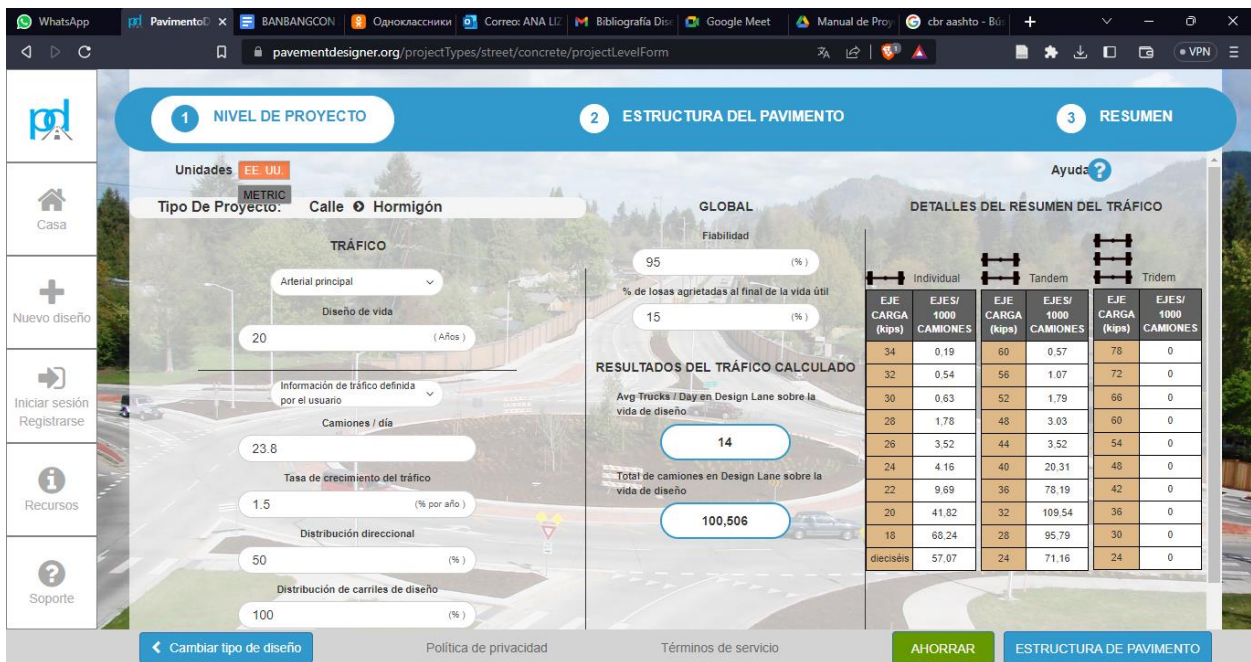 WhatsApp
PavimentoD
BANBANGCON
Одноклассники
Correo: ANA LIZ
Bibliografía Dise
Google Meet
Manual de Proy
cbr aashto - Bús
pavementdesigner.org/projectTypes/street/concrete/projectLevelForm
VPN
pd
Casa
Nuevo diseño
Iniciar sesión
Registrarse
Recursos
Soporte
1 NIVEL DE PROYECTO
2 ESTRUCTURA DEL PAVIMENTO
3 RESUMEN
Unidades EE. UU.
METRIC
Ayuda ?
Tipo De Proyecto: Calle Hormigón
TRÁFICO
Arterial principal
Diseño de vida
20 (Años)
Información de tráfico definida
por el usuario
Camiones / día
23.8
Tasa de crecimiento del tráfico
1.5 (% por año)
Distribución direccional
50 (%)
Distribución de carriles de diseño
100 (%)
GLOBAL
Fiabilidad
95 (%)
% de losas agrietadas al final de la vida útil
15 (%)
RESULTADOS DEL TRÁFICO CALCULADO
Avg Trucks / Day en Design Lane sobre la
vida de diseño
14
Total de camiones en Design Lane sobre la
vida de diseño
100,506
DETALLES DEL RESUMEN DEL TRÁFICO
Individual Tandem Tridem
EJE EJES/ EJE EJES/ EJE EJES/
CARGA 1000 CARGA 1000 CARGA 1000
(kips) CAMIONES (kips) CAMIONES (kips) CAMIONES
34 0,19 60 0,57 78 0
32 0,54 56 1.07 72 0
30 0,63 52 1,79 66 0
28 1,78 48 3.03 60 0
26 3,52 44 3,52 54 0
24 4.16 40 20,31 48 0
22 9,69 36 78,19 42 0
20 41,82 32 109,54 36 0
18 68,24 28 95,79 30 0
dieciséis 57,07 24 71,16 24 0
Cambiar tipo de diseño
Política de privacidad
Términos de servicio
AHORRAR
ESTRUCTURA DE PAVIMENTO